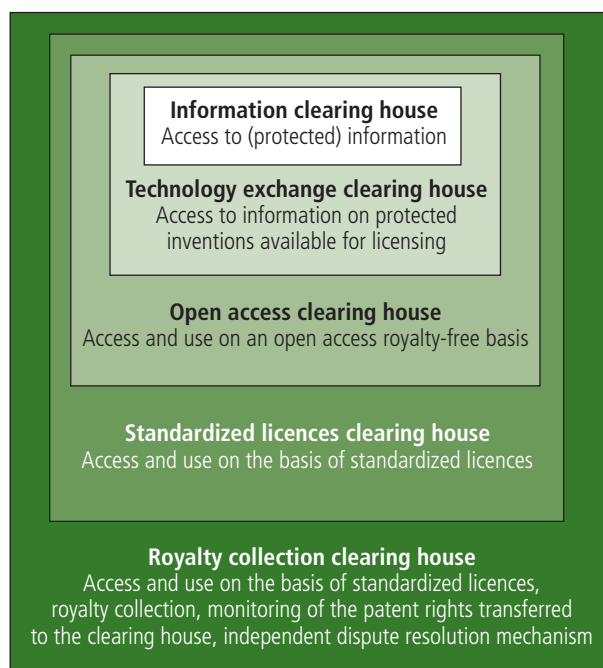 Information clearing house
Access to (protected) information
Technology exchange clearing house
Access to information on protected
inventions available for licensing
Open access clearing house
Access and use on an open access royalty-free basis
Standardized licences clearing house
Access and use on the basis of standardized licences
Royalty collection clearing house
Access and use on the basis of standardized licences,
royalty collection, monitoring of the patent rights transferred
to the clearing house, independent dispute resolution mechanism